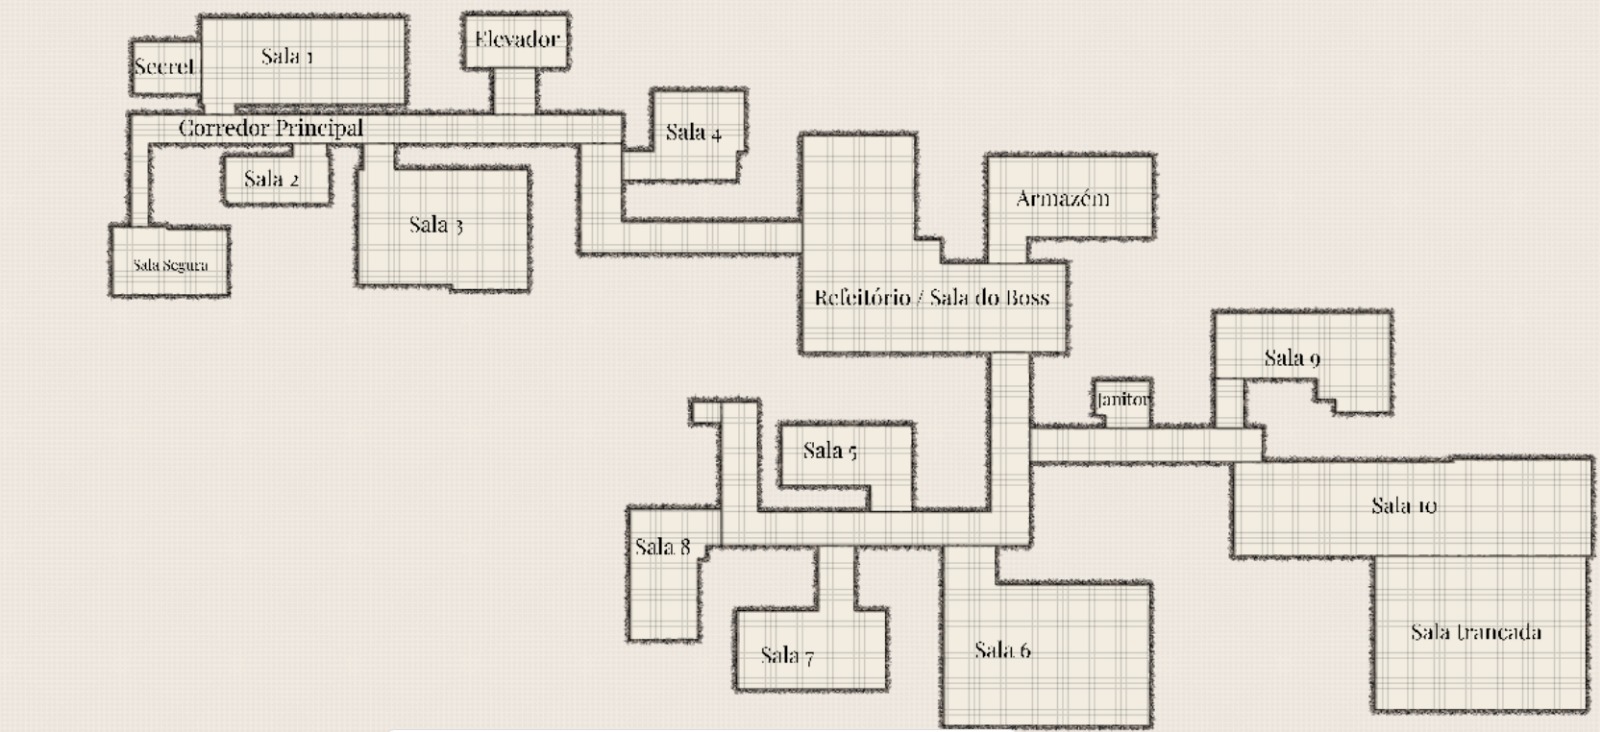 Elevador
Sala 1
Secret
Corredor Principal
Sala 4
Sala 2
Armazém
Sala 3
Sala Segura
Refeitório / Sala do Boss
Sala 9
Janitor
Sala 5
Sala 10
Sala 8
Sala trancada
Sala 6
Sala 7